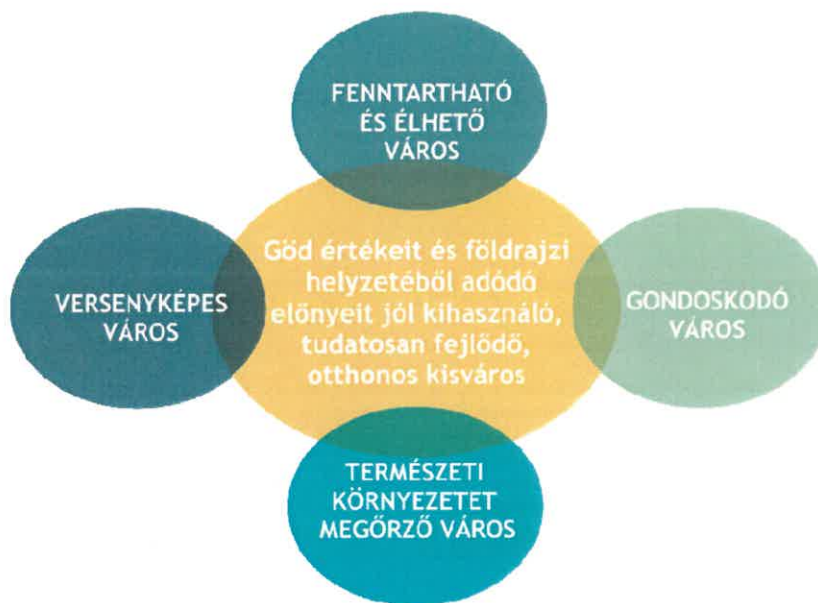 FENNTARTHATÓ
ÉS ÉLHETŐ
VÁROS
VERSENYKÉPES
VÁROS
Göd értékeit és földrajzi
helyzetéből adódó
előnyeit jól kihasználó,
tudatosan fejlődő,
otthonos kisváros
GONDOSKODÓ
VÁROS
TERMÉSZETI
KÖRNYEZETET
MEGŐRZŐ VÁROS